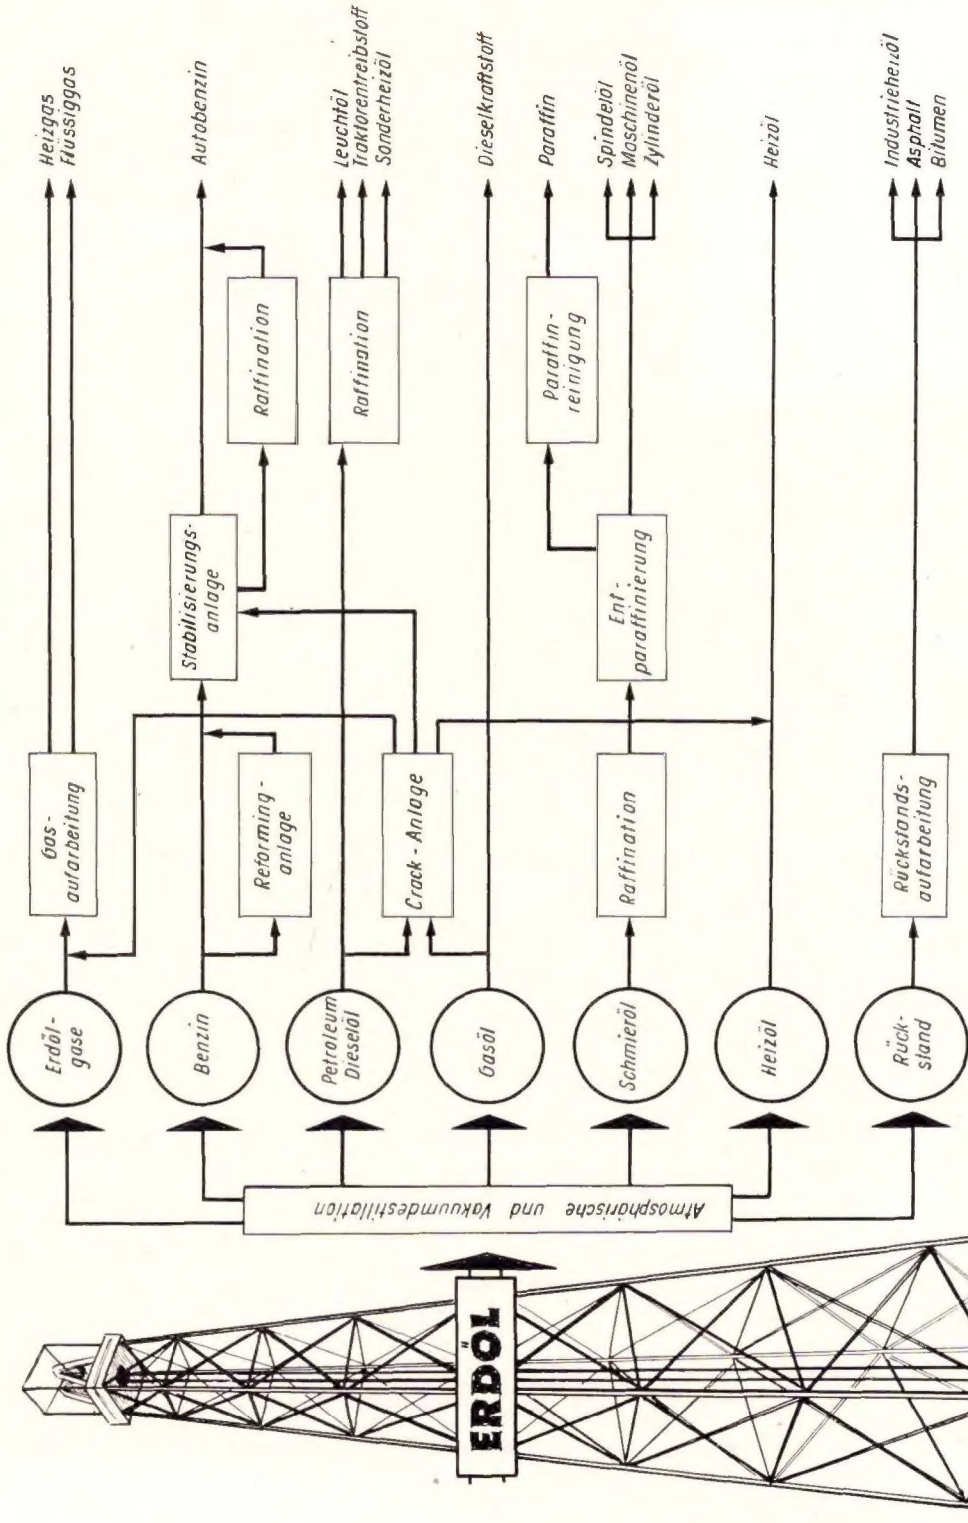 ERDÖL
Atmosphärische und Vakuumdestillation
Erdöl-
gase
Benzin
Petroleum
Dieselöl
Gasöl
Schmieröl
Heizöl
Rück-
stand
Gas-
aufarbeitung
Reforming-
anlage
Crack-Anlage
Raffination
Rückstands-
aufarbeitung
Stabilisierungs-
anlage
Ent-
paraffinierung
Raffination
Raffination
Paraffin-
reinigung
Heizgas
Flüssiggas
Autobenzin
Leuchtöl
Traktorentreibstoff
Sonderheizöl
Dieselkraftstoff
Paraffin
Spindelöl
Maschinenöl
Zylinderöl
Heizöl
Industrieheizöl
Asphalt
Bitumen